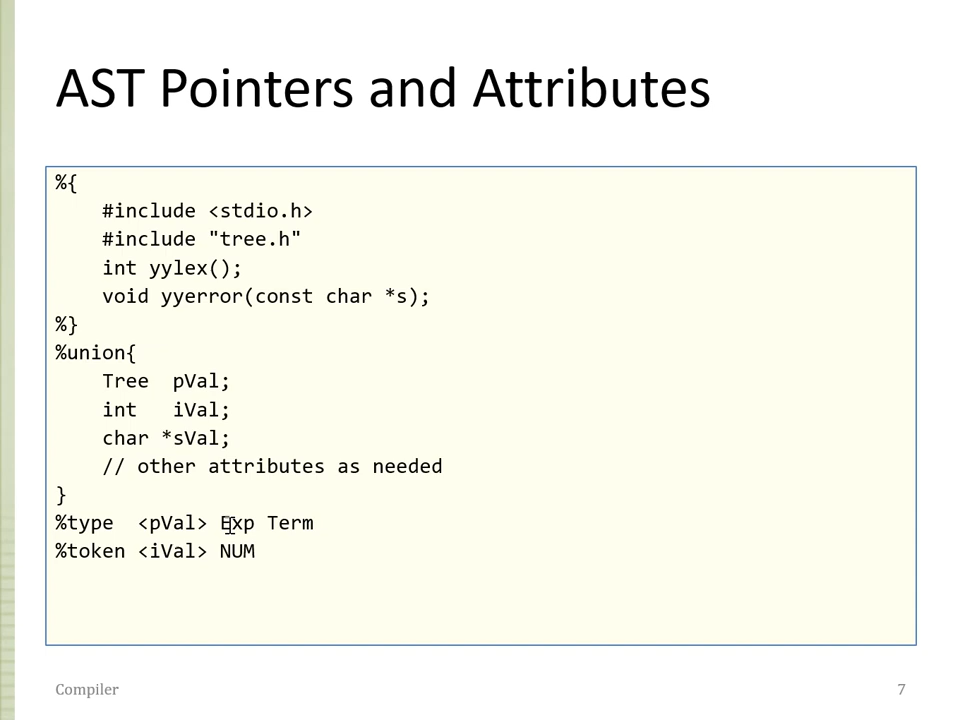 AST Pointers and Attributes
%{
    #include <stdio.h>
    #include "tree.h"
    int yylex();
    void yyerror(const char *s);
%}
%union{
    Tree  pVal;
    int   iVal;
    char *sVal;
    // other attributes as needed
}
%type  <pVal> Exp Term
%token <iVal> NUM
Compiler
7